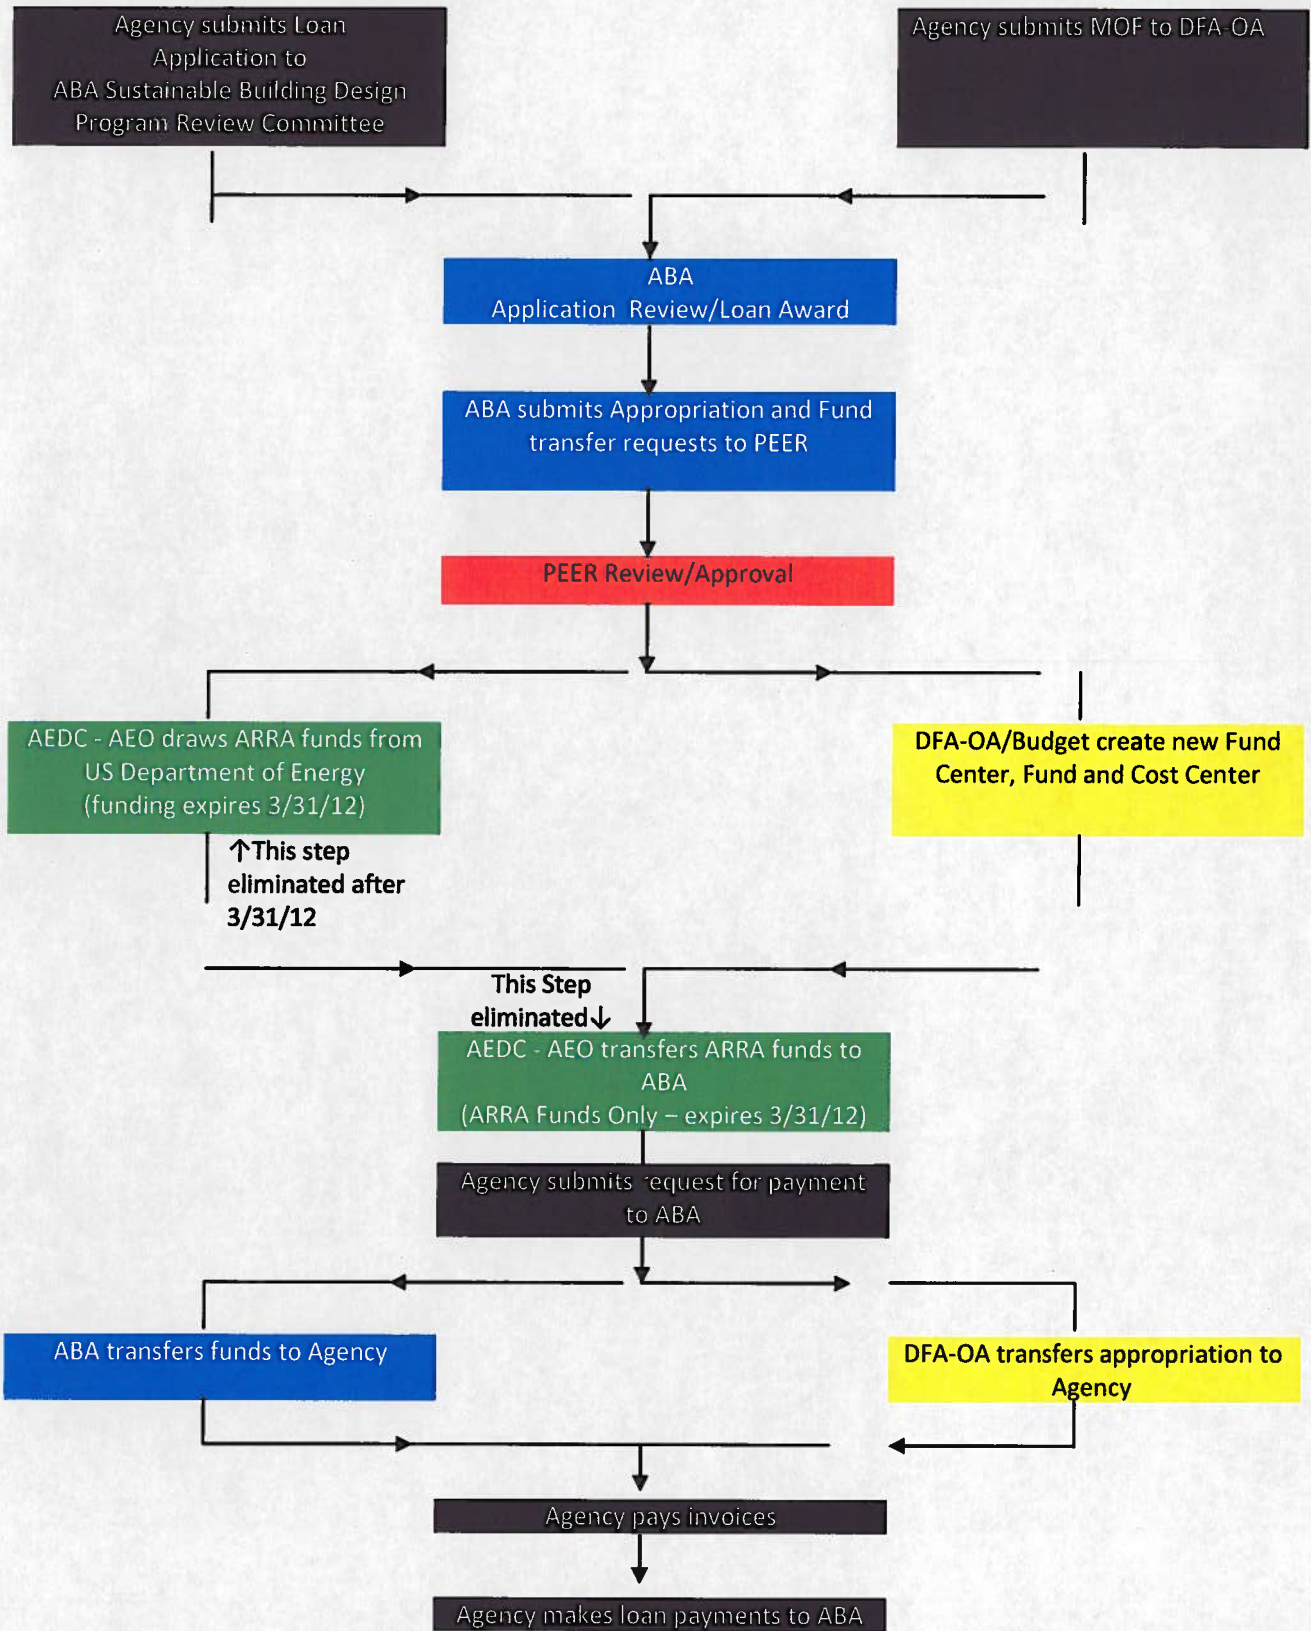 Agency submits Loan
Application to
ABA Sustainable Building Design
Program Review Committee
Agency submits MOF to DFA-OA
ABA
Application Review/Loan Award
ABA submits Appropriation and Fund
transfer requests to PEER
PEER Review/Approval
AEDC - AEO draws ARRA funds from
US Department of Energy
(funding expires 3/31/12)
DFA-OA/Budget create new Fund
Center, Fund and Cost Center
↑This step
eliminated after
3/31/12
This Step
eliminated↓
AEDC - AEO transfers ARRA funds to
ABA
(ARRA Funds Only – expires 3/31/12)
Agency submits request for payment
to ABA
ABA transfers funds to Agency
DFA-OA transfers appropriation to
Agency
Agency pays invoices
Agency makes loan payments to ABA